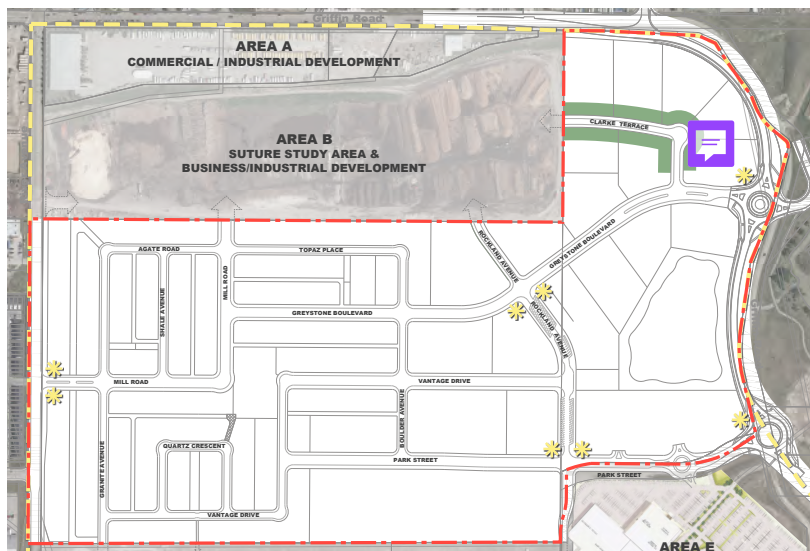 Griffin Road
AREA A
COMMERCIAL / INDUSTRIAL DEVELOPMENT
CLARKE TERRACE
AREA B
SUTURE STUDY AREA &
BUSINESS/INDUSTRIAL DEVELOPMENT
AGATE ROAD
TOPAZ PLACE
ROCKLAND AVENUE
GREYSTONE BOULEVARD
SHALE AVENUE
MILL ROAD
GREYSTONE BOULEVARD
ROCKLAND AVENUE
MILL ROAD
VANTAGE DRIVE
BOULDER AVENUE
QUARTZ CRESCENT
GRANITE AVENUE
PARK STREET
PARK STREET
VANTAGE DRIVE
AREA E